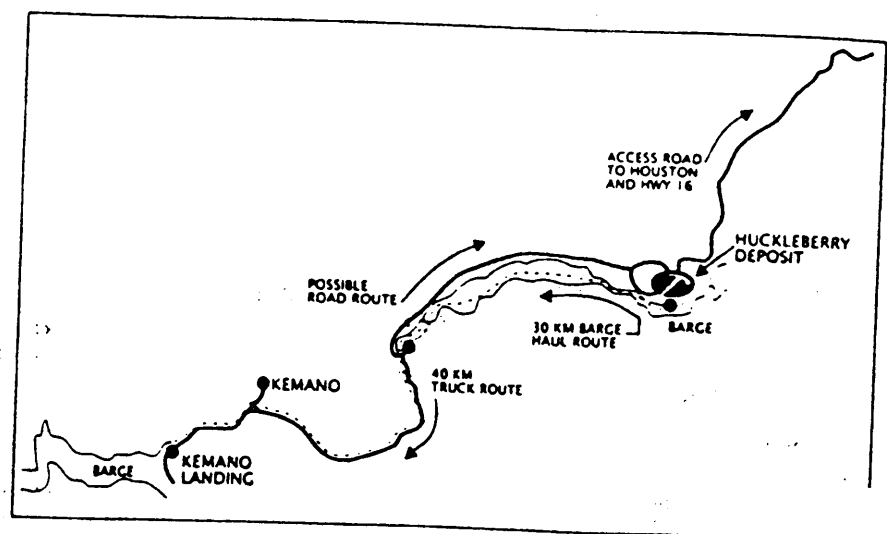 ACCESS ROAD
TO HOUSTON
AND HWY 16
HUCKLEBERRY
DEPOSIT
POSSIBLE
ROAD ROUTE
30 KM BARGE
HAUL ROUTE
BARGE
40 KM
TRUCK ROUTE
KEMANO
KEMANO
LANDING
BARGE